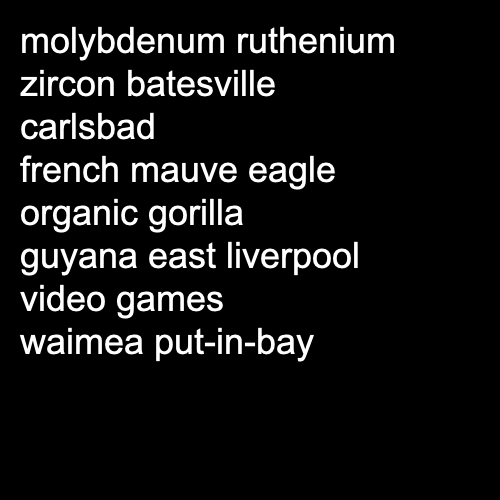 molybdenum ruthenium
zircon batesville
carlsbad
french mauve eagle
organic gorilla
guyana east liverpool
video games
waimea put-in-bay